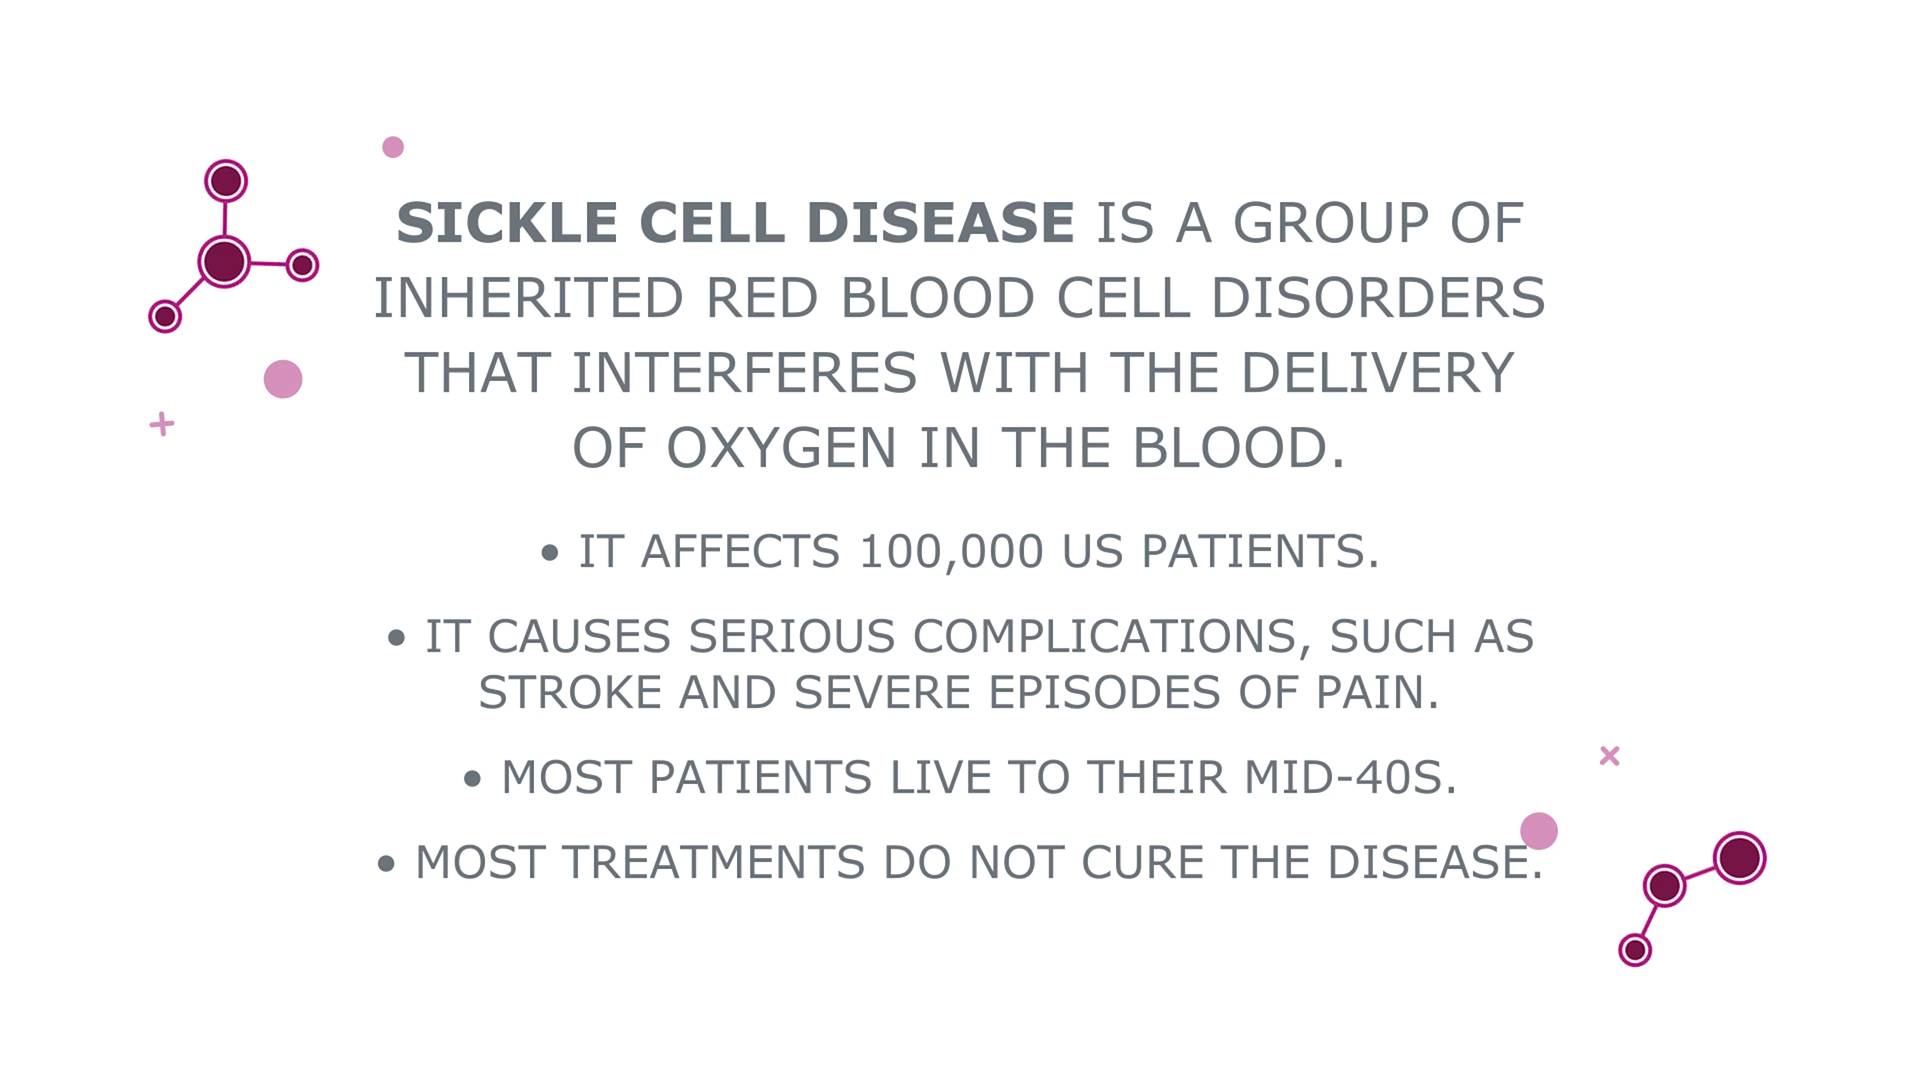 SICKLE CELL DISEASE IS A GROUP OF
INHERITED RED BLOOD CELL DISORDERS
THAT INTERFERES WITH THE DELIVERY
OF OXYGEN IN THE BLOOD.
• IT AFFECTS 100,000 US PATIENTS.
• IT CAUSES SERIOUS COMPLICATIONS, SUCH AS
STROKE AND SEVERE EPISODES OF PAIN.
• MOST PATIENTS LIVE TO THEIR MID-40S.
• MOST TREATMENTS DO NOT CURE THE DISEASE.